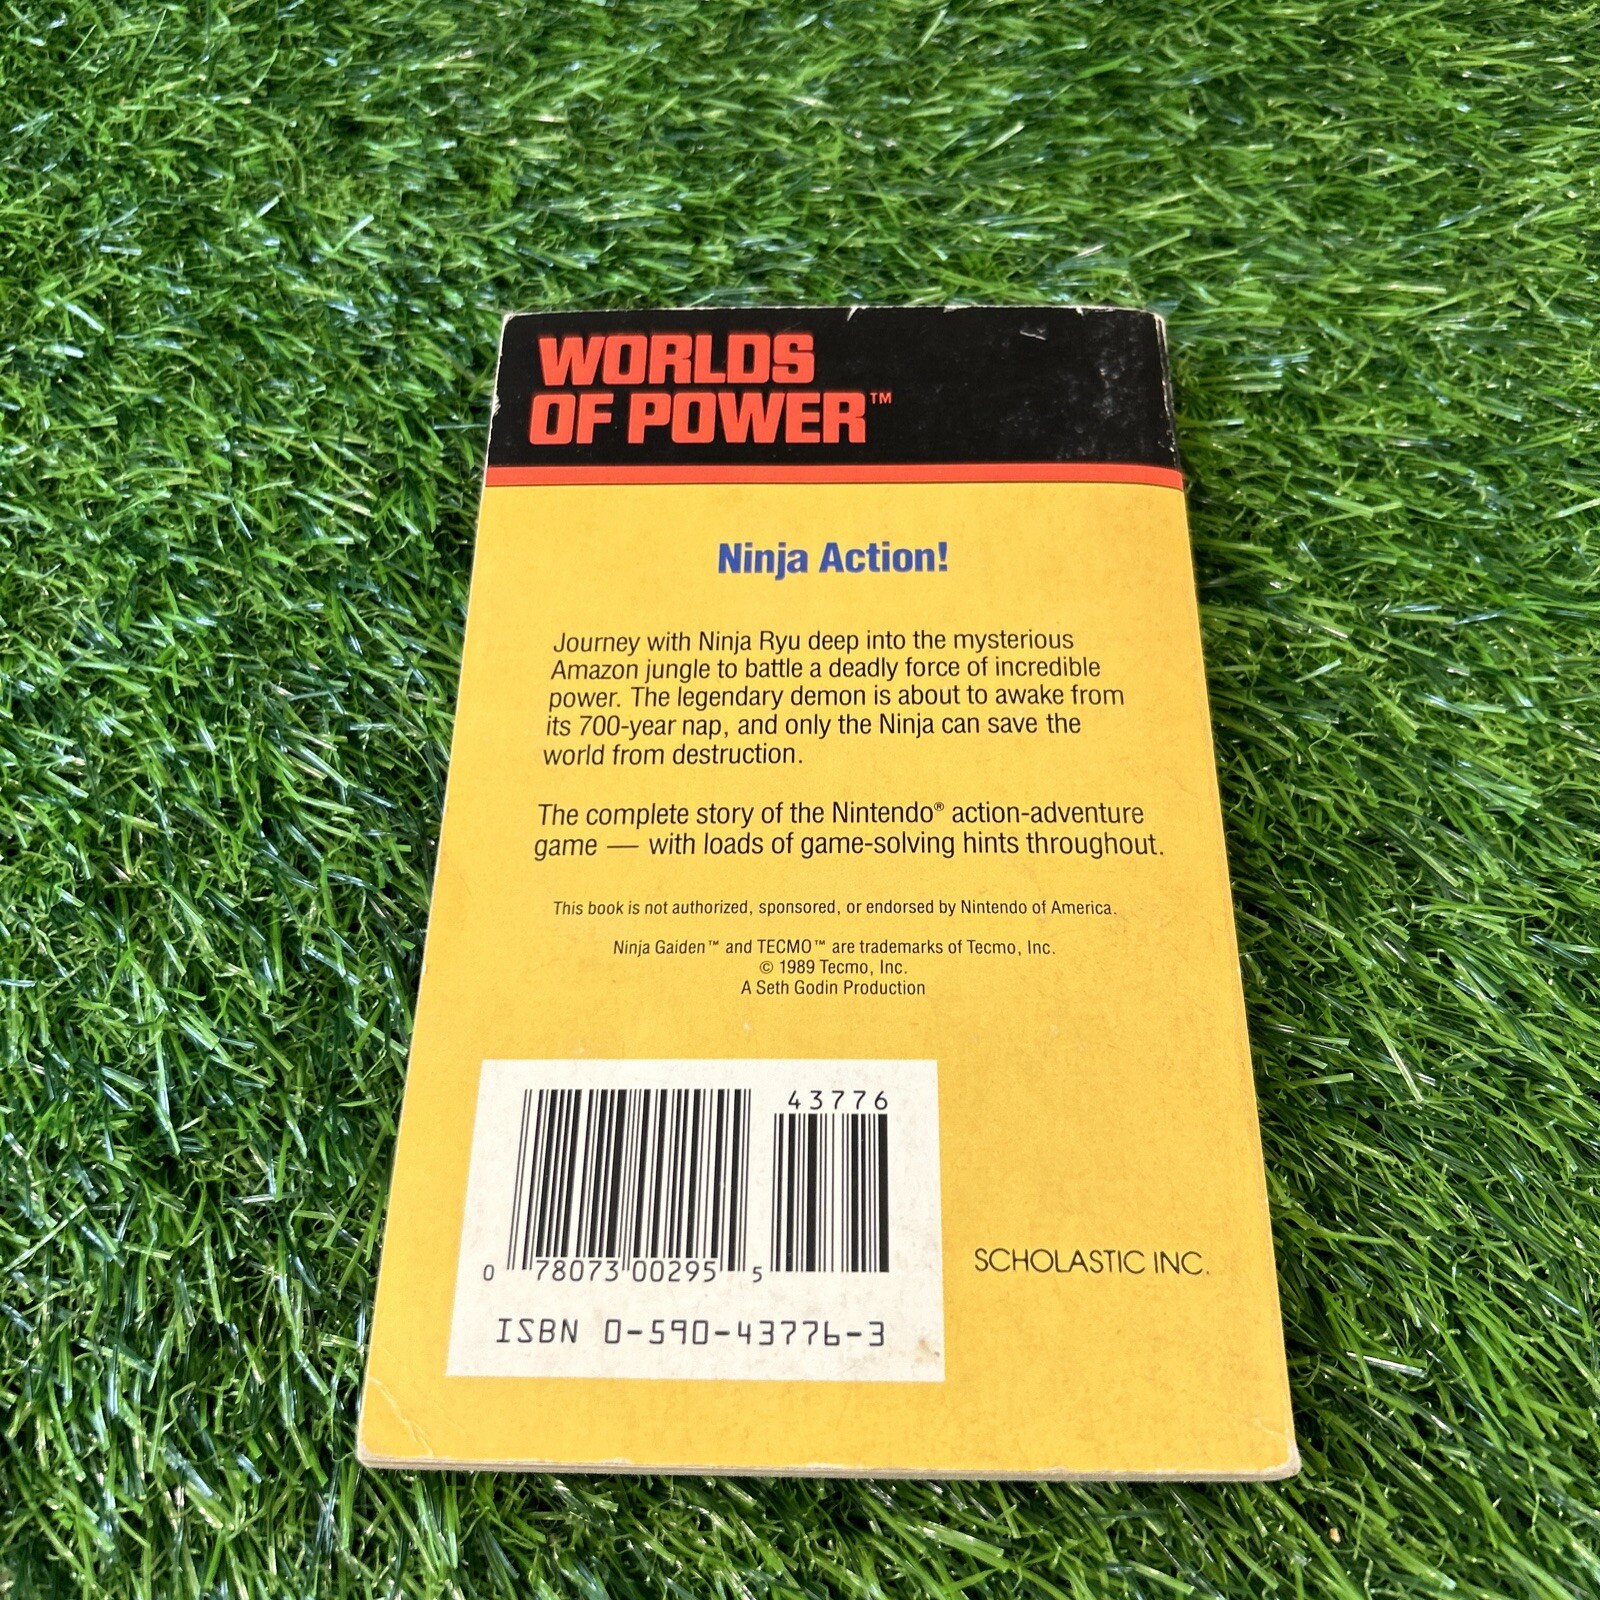 WORLDS
OF POWER™
Ninja Action!
Journey with Ninja Ryu deep into the mysterious
Amazon jungle to battle a deadly force of incredible
power. The legendary demon is about to awake from
its 700-year nap, and only the Ninja can save the
world from destruction.
The complete story of the Nintendo® action-adventure
game — with loads of game-solving hints throughout.
This book is not authorized, sponsored, or endorsed by Nintendo of America.
Ninja Gaiden™ and TECMO™ are trademarks of Tecmo, Inc.
© 1989 Tecmo, Inc.
A Seth Godin Production
43776
0 78073 00295 5
ISBN 0-590-43776-3
SCHOLASTIC INC.